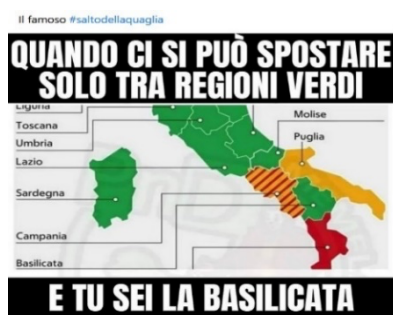 Il famoso #saltodellaquaglia
QUANDO CI SI PUÒ SPOSTARE
SOLO TRA REGIONI VERDI
Liguria
Toscana
Umbria
Lazio
Sardegna
Campania
Basilicata
Molise
Puglia
E TU SEI LA BASILICATA